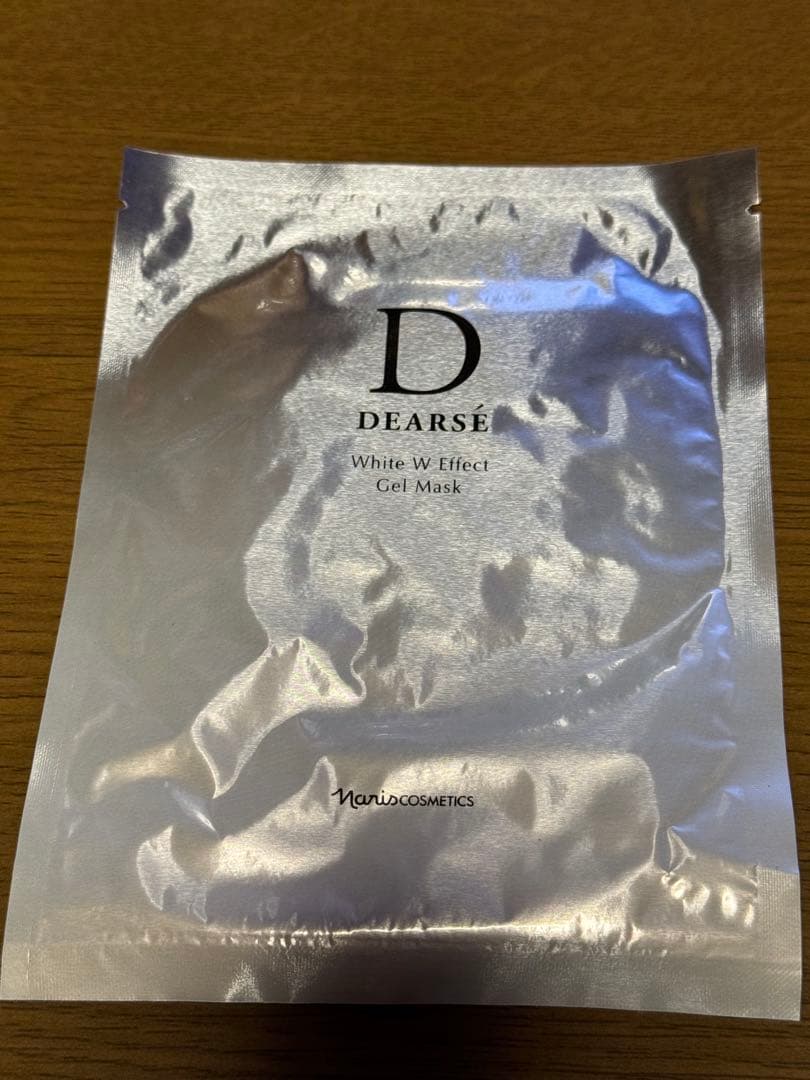 D
DEARSÉ
White W Effect
Gel Mask
Naris COSMETICS